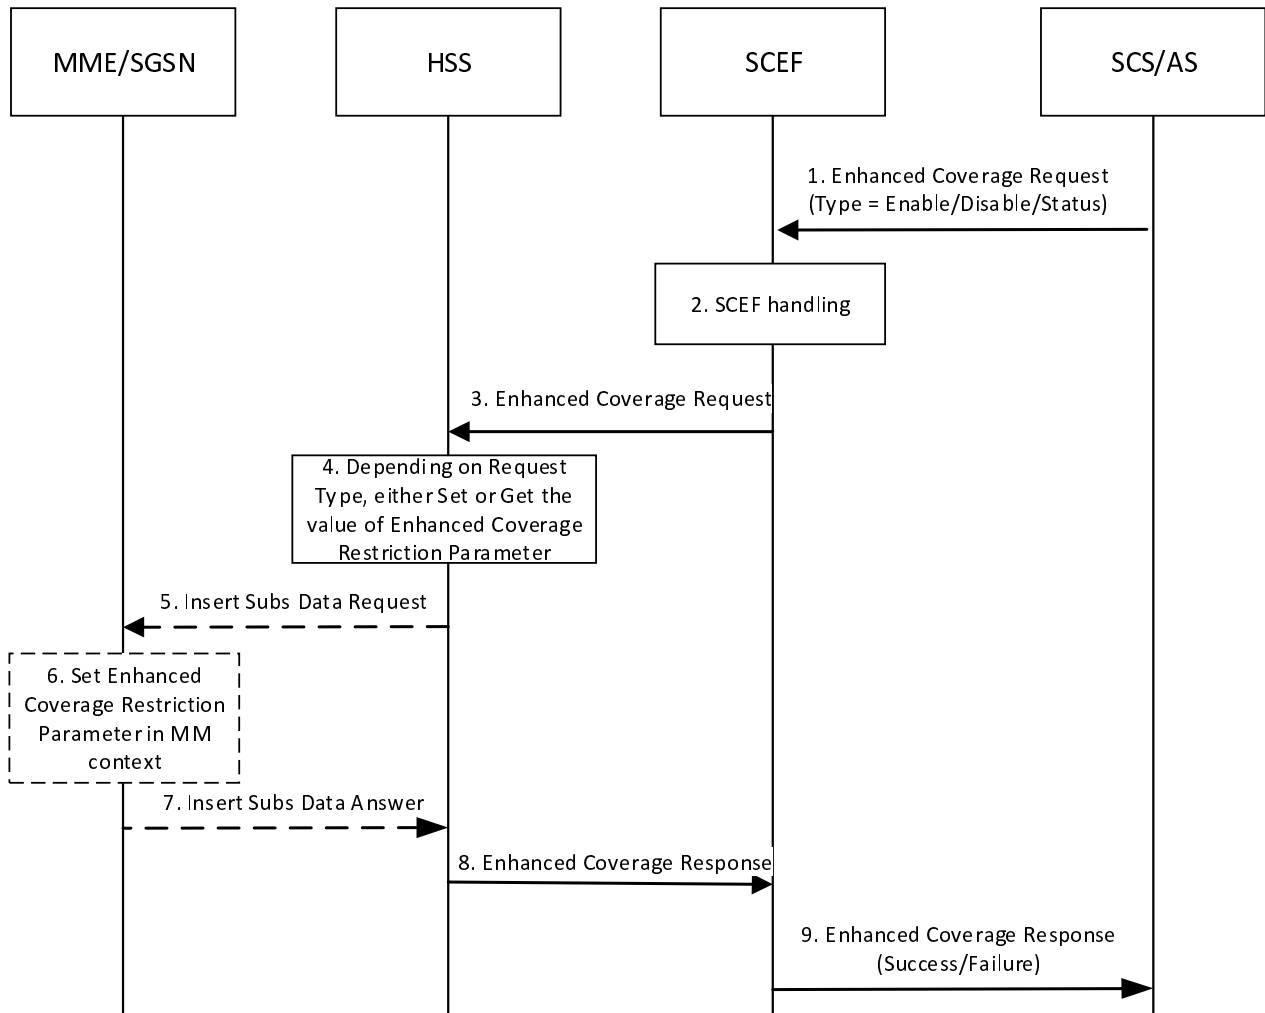 MME/SGSN
HSS
SCEF
SCS/AS
1. Enhanced Coverage Request
(Type = Enable/Disable/Status)
2. SCEF handling
3. Enhanced Coverage Request
4. Depending on Request
Type, either Set or Get the
value of Enhanced Coverage
Restriction Parameter
5. Insert Subs Data Request
6. Set Enhanced
Coverage Restriction
Parameter in MM
context
7. Insert Subs Data Answer
8. Enhanced Coverage Response
9. Enhanced Coverage Response
(Success/Failure)